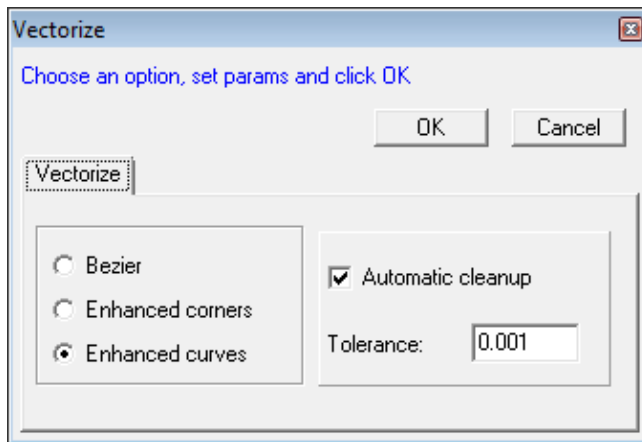 Vectorize
Choose an option, set params and click OK
OK Cancel
Vectorize
Bezier
Automatic cleanup
Enhanced corners
Enhanced curves
Tolerance: 0.001